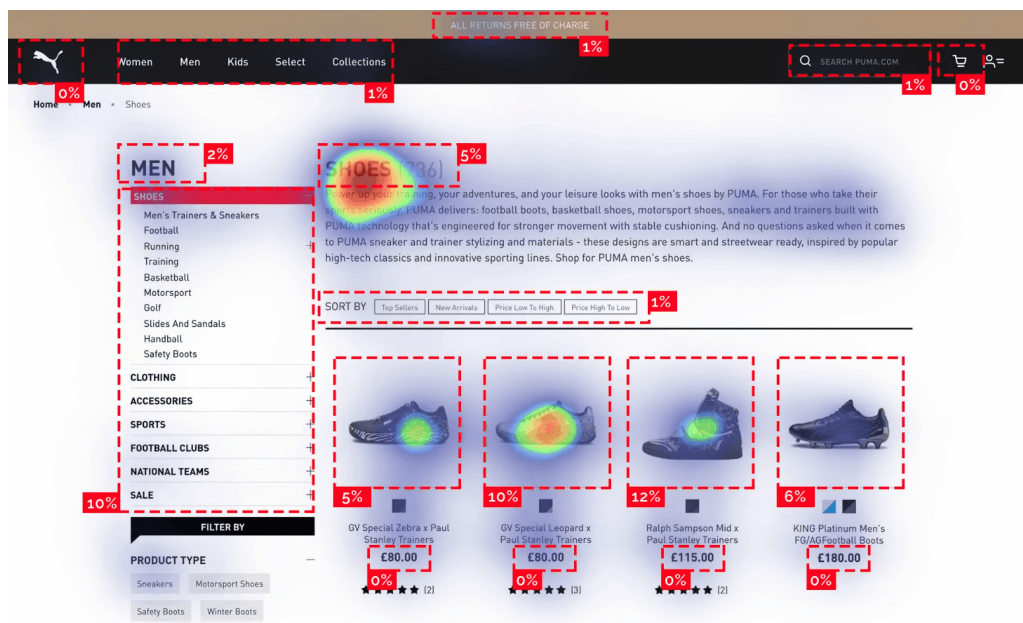 ALL RETURNS FREE OF CHARGE
1%
Women Men Kids Select Collections
SEARCH PUMA.COM
0%
1%
1%
0%
Home • Men • Shoes
MEN
2%
SHOES (736)
5%
Power up your training, your adventures, and your leisure looks with men's shoes by PUMA. For those who take their
sports seriously, PUMA delivers: football boots, basketball shoes, motorsport shoes, sneakers and trainers built with
PUMA technology that's engineered for stronger movement with stable cushioning. And no questions asked when it comes
to PUMA sneaker and trainer stylizing and materials - these designs are smart and streetwear ready, inspired by popular
high-tech classics and innovative sporting lines. Shop for PUMA men's shoes.
SHOES
Men's Trainers & Sneakers
Football
Running
Training
Basketball
Motorsport
Golf
Slides And Sandals
Handball
Safety Boots
CLOTHING
ACCESSORIES
SPORTS
FOOTBALL CLUBS
NATIONAL TEAMS
SALE
10%
FILTER BY
PRODUCT TYPE
Sneakers Motorsport Shoes
Safety Boots Winter Boots
SORT BY Top Sellers New Arrivals Price Low To High Price High To Low
1%
5%
GV Special Zebra x Paul
Stanley Trainers
£80.00
0%
(2)
10%
GV Special Leopard x
Paul Stanley Trainers
£80.00
0%
(3)
12%
Ralph Sampson Mid x
Paul Stanley Trainers
£115.00
0%
(2)
6%
KING Platinum Men's
FG/AGFootball Boots
£180.00
0%